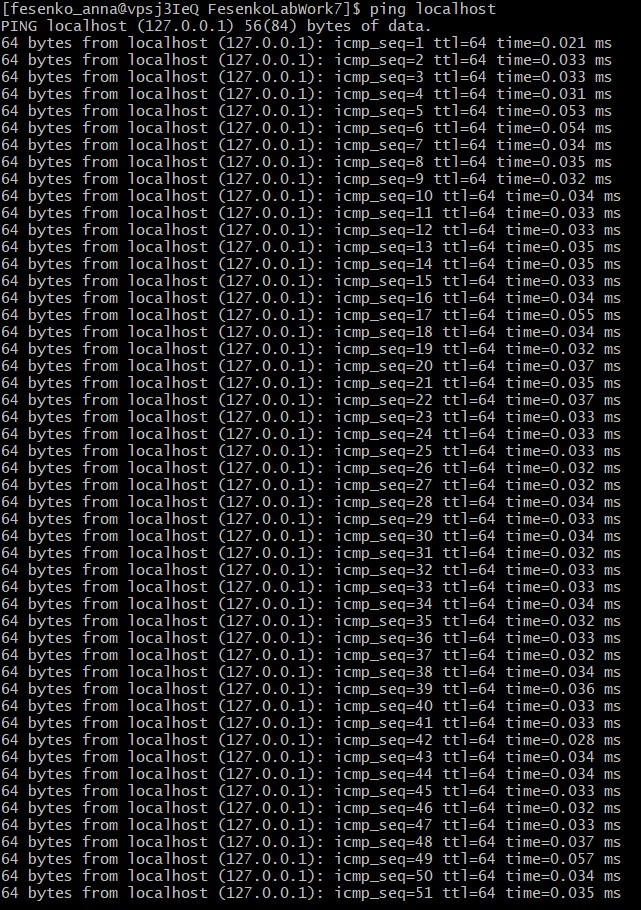 [fesenko_anna@vpsj3IeQ FesenkoLabWork7]$ ping localhost
PING localhost (127.0.0.1) 56(84) bytes of data.
64 bytes from localhost (127.0.0.1): icmp_seq=1 ttl=64 time=0.021 ms
64 bytes from localhost (127.0.0.1): icmp_seq=2 ttl=64 time=0.033 ms
64 bytes from localhost (127.0.0.1): icmp_seq=3 ttl=64 time=0.033 ms
64 bytes from localhost (127.0.0.1): icmp_seq=4 ttl=64 time=0.031 ms
64 bytes from localhost (127.0.0.1): icmp_seq=5 ttl=64 time=0.053 ms
64 bytes from localhost (127.0.0.1): icmp_seq=6 ttl=64 time=0.054 ms
64 bytes from localhost (127.0.0.1): icmp_seq=7 ttl=64 time=0.034 ms
64 bytes from localhost (127.0.0.1): icmp_seq=8 ttl=64 time=0.035 ms
64 bytes from localhost (127.0.0.1): icmp_seq=9 ttl=64 time=0.032 ms
64 bytes from localhost (127.0.0.1): icmp_seq=10 ttl=64 time=0.034 ms
64 bytes from localhost (127.0.0.1): icmp_seq=11 ttl=64 time=0.033 ms
64 bytes from localhost (127.0.0.1): icmp_seq=12 ttl=64 time=0.033 ms
64 bytes from localhost (127.0.0.1): icmp_seq=13 ttl=64 time=0.035 ms
64 bytes from localhost (127.0.0.1): icmp_seq=14 ttl=64 time=0.035 ms
64 bytes from localhost (127.0.0.1): icmp_seq=15 ttl=64 time=0.033 ms
64 bytes from localhost (127.0.0.1): icmp_seq=16 ttl=64 time=0.034 ms
64 bytes from localhost (127.0.0.1): icmp_seq=17 ttl=64 time=0.055 ms
64 bytes from localhost (127.0.0.1): icmp_seq=18 ttl=64 time=0.034 ms
64 bytes from localhost (127.0.0.1): icmp_seq=19 ttl=64 time=0.032 ms
64 bytes from localhost (127.0.0.1): icmp_seq=20 ttl=64 time=0.037 ms
64 bytes from localhost (127.0.0.1): icmp_seq=21 ttl=64 time=0.035 ms
64 bytes from localhost (127.0.0.1): icmp_seq=22 ttl=64 time=0.037 ms
64 bytes from localhost (127.0.0.1): icmp_seq=23 ttl=64 time=0.033 ms
64 bytes from localhost (127.0.0.1): icmp_seq=24 ttl=64 time=0.033 ms
64 bytes from localhost (127.0.0.1): icmp_seq=25 ttl=64 time=0.033 ms
64 bytes from localhost (127.0.0.1): icmp_seq=26 ttl=64 time=0.032 ms
64 bytes from localhost (127.0.0.1): icmp_seq=27 ttl=64 time=0.032 ms
64 bytes from localhost (127.0.0.1): icmp_seq=28 ttl=64 time=0.034 ms
64 bytes from localhost (127.0.0.1): icmp_seq=29 ttl=64 time=0.033 ms
64 bytes from localhost (127.0.0.1): icmp_seq=30 ttl=64 time=0.034 ms
64 bytes from localhost (127.0.0.1): icmp_seq=31 ttl=64 time=0.032 ms
64 bytes from localhost (127.0.0.1): icmp_seq=32 ttl=64 time=0.033 ms
64 bytes from localhost (127.0.0.1): icmp_seq=33 ttl=64 time=0.033 ms
64 bytes from localhost (127.0.0.1): icmp_seq=34 ttl=64 time=0.034 ms
64 bytes from localhost (127.0.0.1): icmp_seq=35 ttl=64 time=0.032 ms
64 bytes from localhost (127.0.0.1): icmp_seq=36 ttl=64 time=0.033 ms
64 bytes from localhost (127.0.0.1): icmp_seq=37 ttl=64 time=0.032 ms
64 bytes from localhost (127.0.0.1): icmp_seq=38 ttl=64 time=0.034 ms
64 bytes from localhost (127.0.0.1): icmp_seq=39 ttl=64 time=0.036 ms
64 bytes from localhost (127.0.0.1): icmp_seq=40 ttl=64 time=0.033 ms
64 bytes from localhost (127.0.0.1): icmp_seq=41 ttl=64 time=0.033 ms
64 bytes from localhost (127.0.0.1): icmp_seq=42 ttl=64 time=0.028 ms
64 bytes from localhost (127.0.0.1): icmp_seq=43 ttl=64 time=0.034 ms
64 bytes from localhost (127.0.0.1): icmp_seq=44 ttl=64 time=0.034 ms
64 bytes from localhost (127.0.0.1): icmp_seq=45 ttl=64 time=0.033 ms
64 bytes from localhost (127.0.0.1): icmp_seq=46 ttl=64 time=0.032 ms
64 bytes from localhost (127.0.0.1): icmp_seq=47 ttl=64 time=0.033 ms
64 bytes from localhost (127.0.0.1): icmp_seq=48 ttl=64 time=0.037 ms
64 bytes from localhost (127.0.0.1): icmp_seq=49 ttl=64 time=0.057 ms
64 bytes from localhost (127.0.0.1): icmp_seq=50 ttl=64 time=0.034 ms
64 bytes from localhost (127.0.0.1): icmp_seq=51 ttl=64 time=0.035 ms